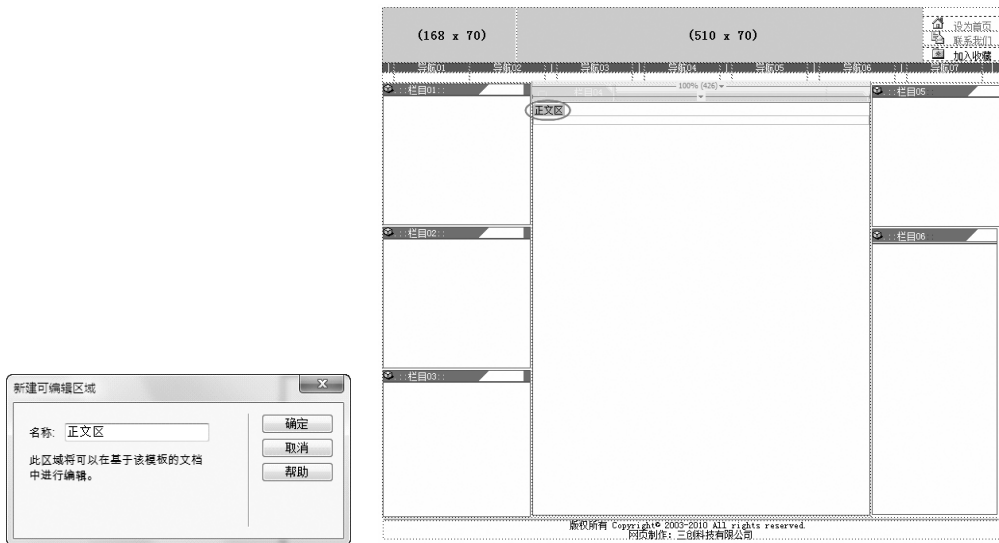 (168 x 70)
(510 x 70)
设为首页
联系我们
加入收藏
导航01
导航02
导航03
导航04
导航05
导航06
导航07
::栏目01::
栏目04
100% (426)
::栏目05
正文区
::栏目02::
::栏目06
::栏目03::
版权所有 Copyright© 2003-2010 All rights reserved.
网页制作：三创科技有限公司
新建可编辑区域
名称: 正文区
确定
取消
帮助
此区域将可以在基于该模板的文档
中进行编辑。